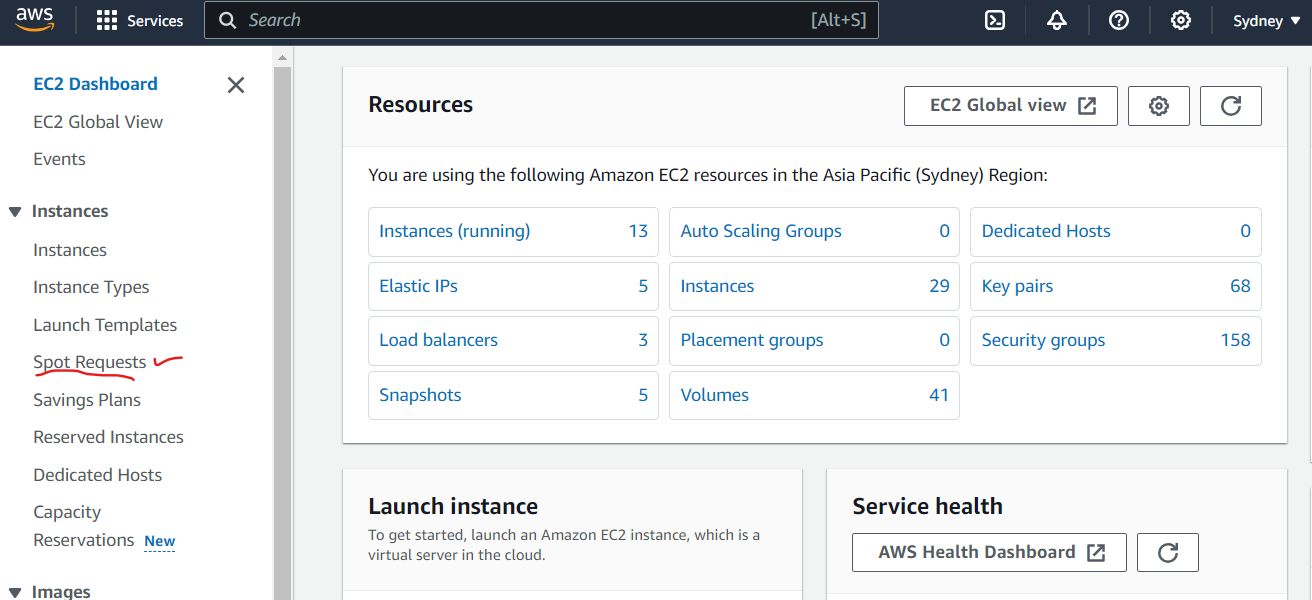 aws
Services
Search
[Alt+S]
Sydney
EC2 Dashboard
EC2 Global View
Events
Instances
Instances
Instance Types
Launch Templates
Spot Requests
Savings Plans
Reserved Instances
Dedicated Hosts
Capacity
Reservations New
Images
Resources
EC2 Global view
You are using the following Amazon EC2 resources in the Asia Pacific (Sydney) Region:
Instances (running) 13
Auto Scaling Groups 0
Dedicated Hosts 0
Elastic IPs 5
Instances 29
Key pairs 68
Load balancers 3
Placement groups 0
Security groups 158
Snapshots 5
Volumes 41
Launch instance
To get started, launch an Amazon EC2 instance, which is a
virtual server in the cloud.
Service health
AWS Health Dashboard